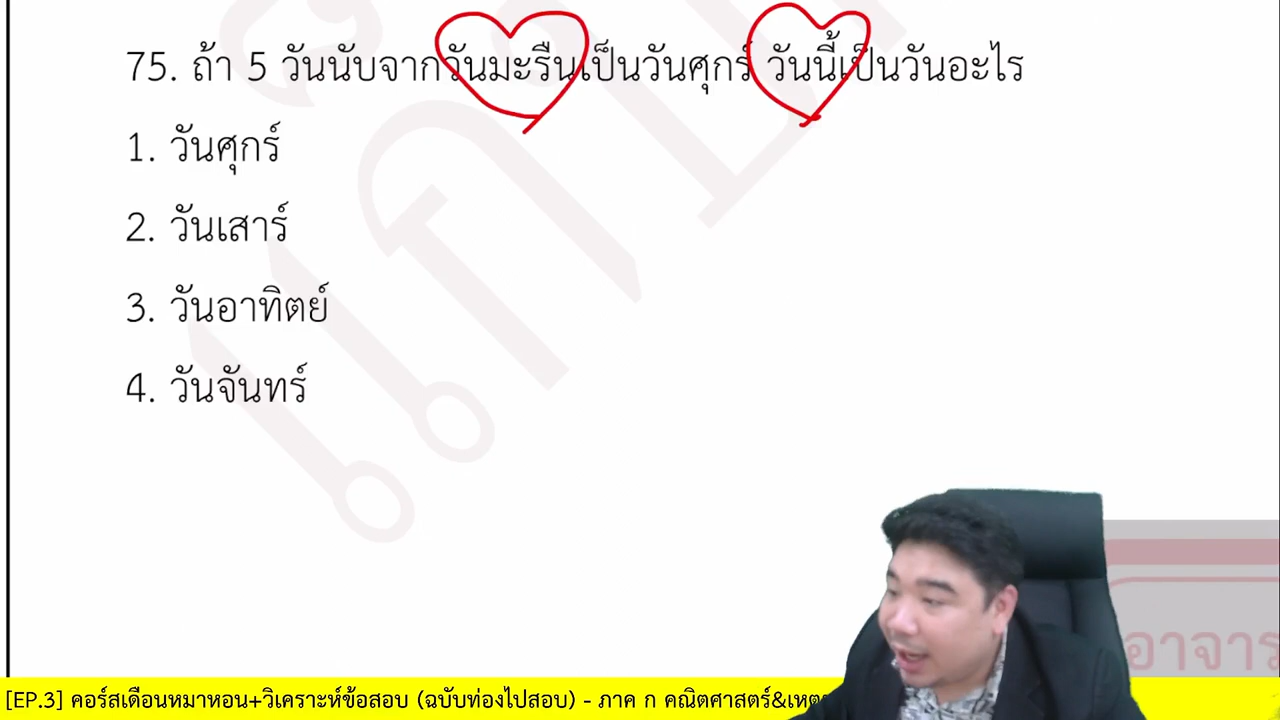 75. ถ้า 5 วันนับจากวันมะรืนเป็นวันศุกร์ วันนี้เป็นวันอะไร
1. วันศุกร์
2. วันเสาร์
3. วันอาทิตย์
4. วันจันทร์
อาจาร
[EP.3] คอร์สเดือนหมาหอน+วิเคราะห์ข้อสอบ (ฉบับท่องไปสอบ) - ภาค ก คณิตศาสตร์&เหต